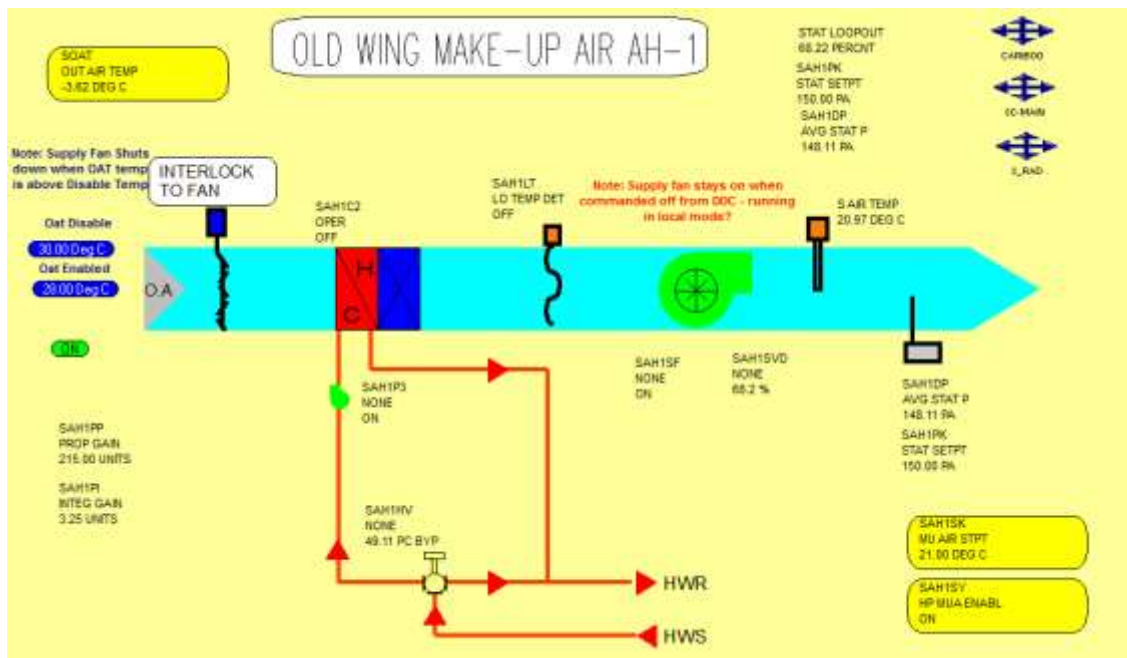 OLD WING MAKE-UP AIR AH-1
SOAT
OUT AIR TEMP
-3.62 DEG C
STAT LOOPOUT
68.22 PERCNT
SAH1PK
STAT SETPT
150.00 PA
SAH1DP
AVG STAT P
148.11 PA
CARIBOO
CC-MAIN
S_RAD
Note: Supply Fan Shuts
down when OAT temp
is above Disable Temp
INTERLOCK
TO FAN
Oat Disable
30.00 Deg C
Oat Enabled
28.00 Deg C
ON
O.A
SAH1C2
OPER
OFF
H
C
SAH1LT
LO TEMP DET
OFF
Note: Supply fan stays on when
commanded off from DDC - running
in local mode?
S AIR TEMP
20.97 DEG C
SAH1P3
NONE
ON
SAH1SF
NONE
ON
SAH1SVD
NONE
68.2 %
SAH1DP
AVG STAT P
148.11 PA
SAH1PK
STAT SETPT
150.00 PA
SAH1PP
PROP GAIN
215.00 UNITS
SAH1PI
INTEG GAIN
3.25 UNITS
SAH1HV
NONE
49.11 PC BYP
HWR
HWS
SAH1SK
MU AIR STPT
21.00 DEG C
SAH1SY
HP MUA ENABL
ON